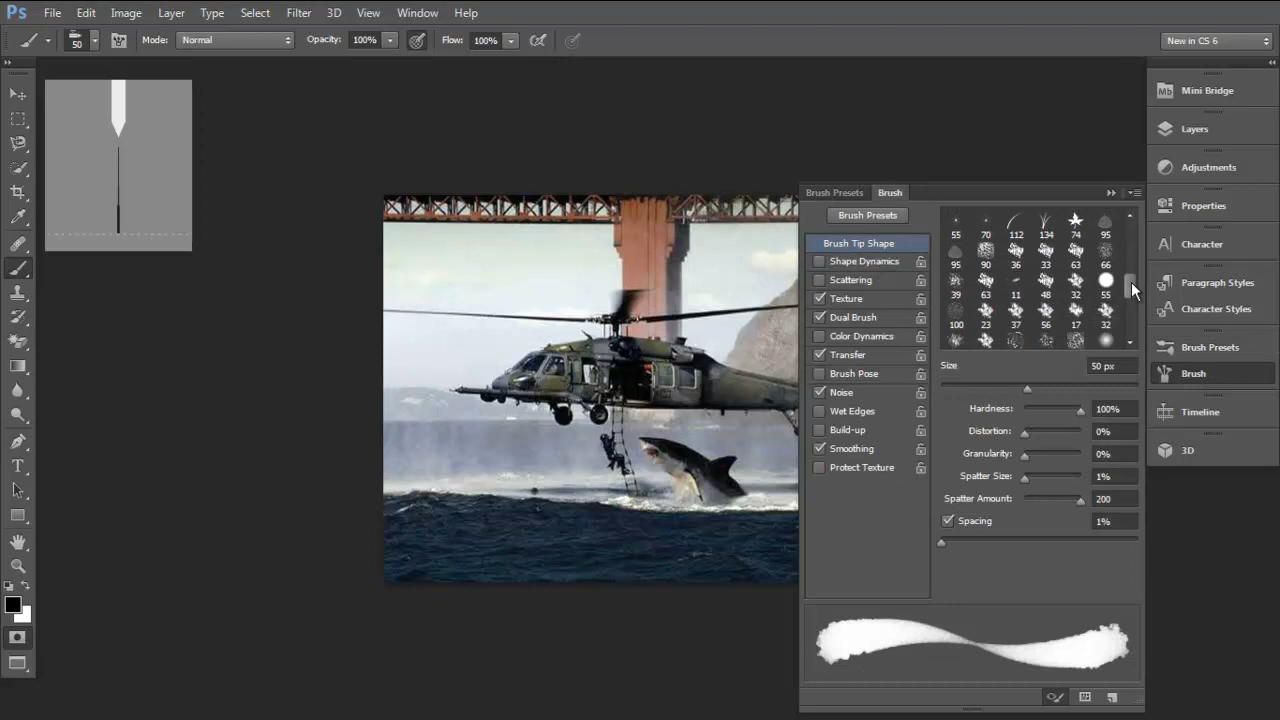 Ps File Edit Image Layer Type Select Filter 3D View Window Help
50 Mode: Normal Opacity: 100% Flow: 100% New in CS 6
Mb Mini Bridge
Layers
Adjustments
Properties
Character
Paragraph Styles
Character Styles
Brush Presets
Brush
Timeline
3D
Brush Presets Brush
Brush Presets
Brush Tip Shape
Shape Dynamics
Scattering
Texture
Dual Brush
Color Dynamics
Transfer
Brush Pose
Noise
Wet Edges
Build-up
Smoothing
Protect Texture
55 70 112 134 74 95
95 90 36 33 63 66
39 63 11 48 32 55
100 23 37 56 17 32
Size 50 px
Hardness: 100%
Distortion: 0%
Granularity: 0%
Spatter Size: 1%
Spatter Amount: 200
Spacing 1%